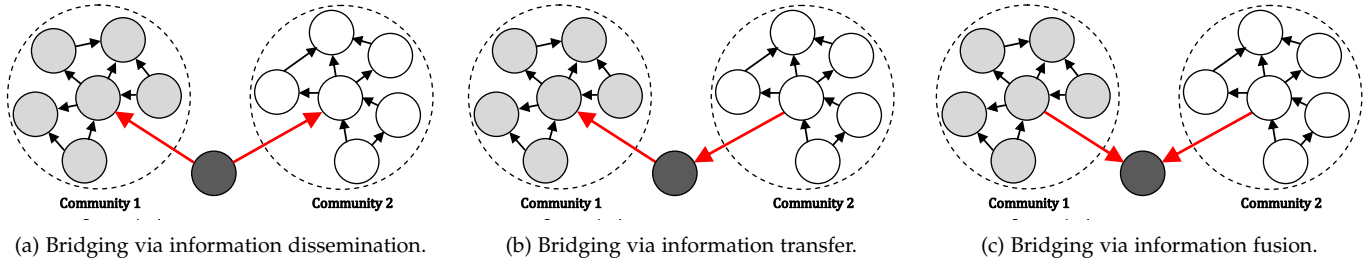 Community 1 Community 2 Community 1 Community 2 Community 1 Community 2
(a) Bridging via information dissemination. (b) Bridging via information transfer. (c) Bridging via information fusion.